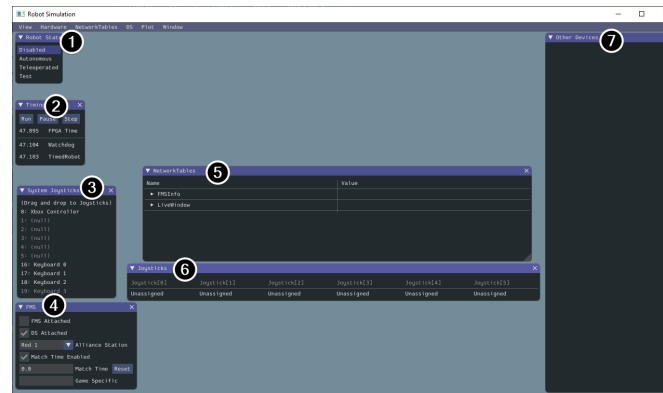 Robot Simulation
View Hardware NetworkTables DS Plot Window
Robot State
1
Disabled
Autonomous
Teleoperated
Test
Timing
2
Run Pause Step
47.895 FPGA Time
47.104 Watchdog
47.103 TimedRobot
System Joysticks
3
(Drag and drop to Joysticks)
0: Xbox Controller
1: (null)
2: (null)
3: (null)
4: (null)
5: (null)
16: Keyboard 0
17: Keyboard 1
18: Keyboard 2
19: Keyboard 3
FMS
4
FMS Attached
DS Attached
Red 1 Alliance Station
Match Time Enabled
0.0 Match Time Reset
Game Specific
NetworkTables
5
Name Value
FMSInfo
LiveWindow
Joysticks
6
Joystick[0] Joystick[1] Joystick[2] Joystick[3] Joystick[4] Joystick[5]
Unassigned Unassigned Unassigned Unassigned Unassigned Unassigned
Other Devices
7